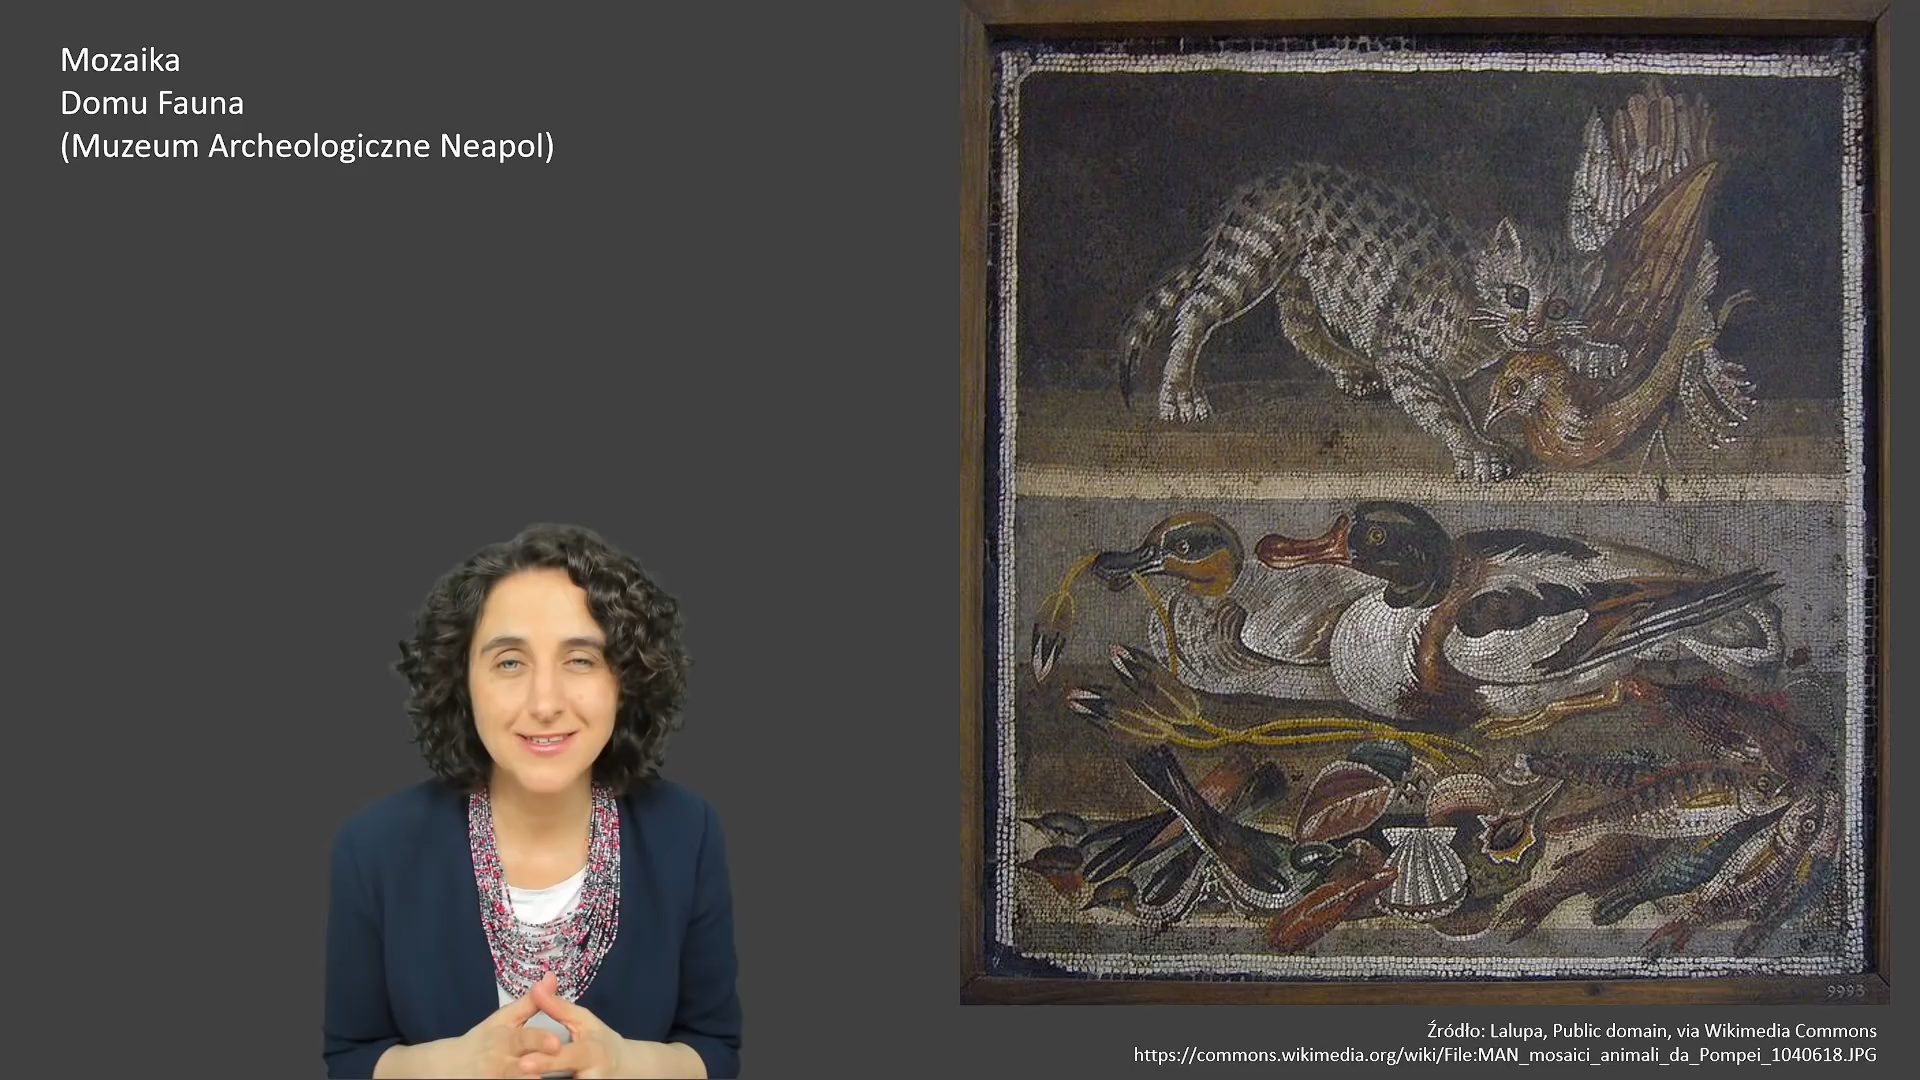 Mozaika
Domu Fauna
(Muzeum Archeologiczne Neapol)
9993
Źródło: Lalupa, Public domain, via Wikimedia Commons
https://commons.wikimedia.org/wiki/File:MAN_mosaici_animali_da_Pompei_1040618.JPG